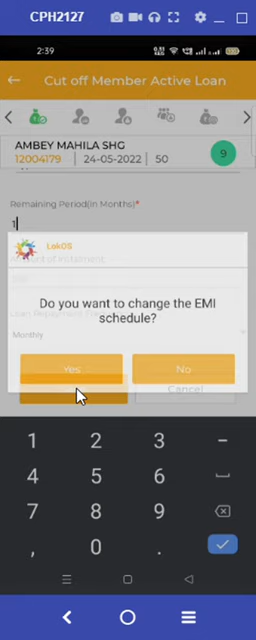 CPH2127
2:39
Cut off Member Active Loan
AMBEY MAHILA SHG
12004179 | 24-05-2022 | 50
9
Remaining Period(in Months)*
1
LokOS
Amount of Instalment
Do you want to change the EMI
schedule?
Loan Repayment
Monthly
Yes
No
Cancel
1 2 3 -
4 5 6
7 8 9
, 0 .